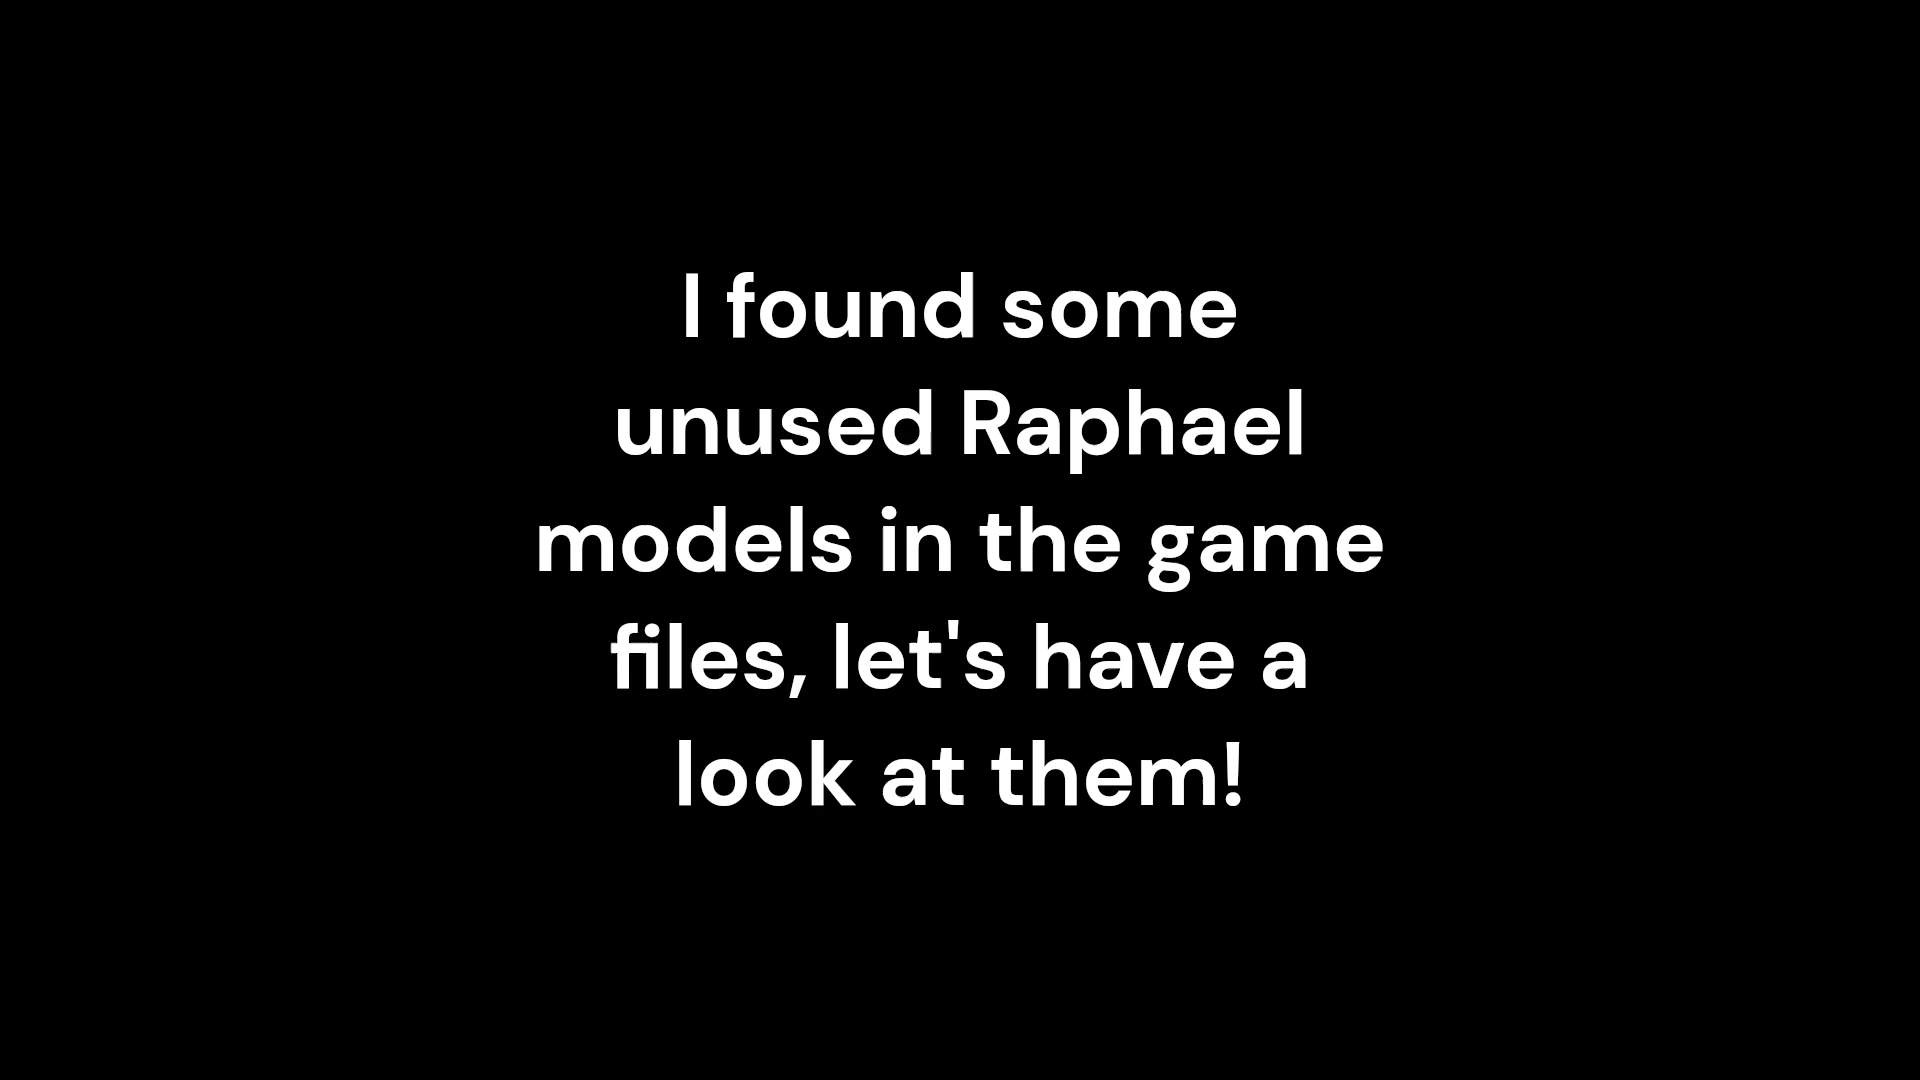 I found some
unused Raphael
models in the game
files, let's have a
look at them!